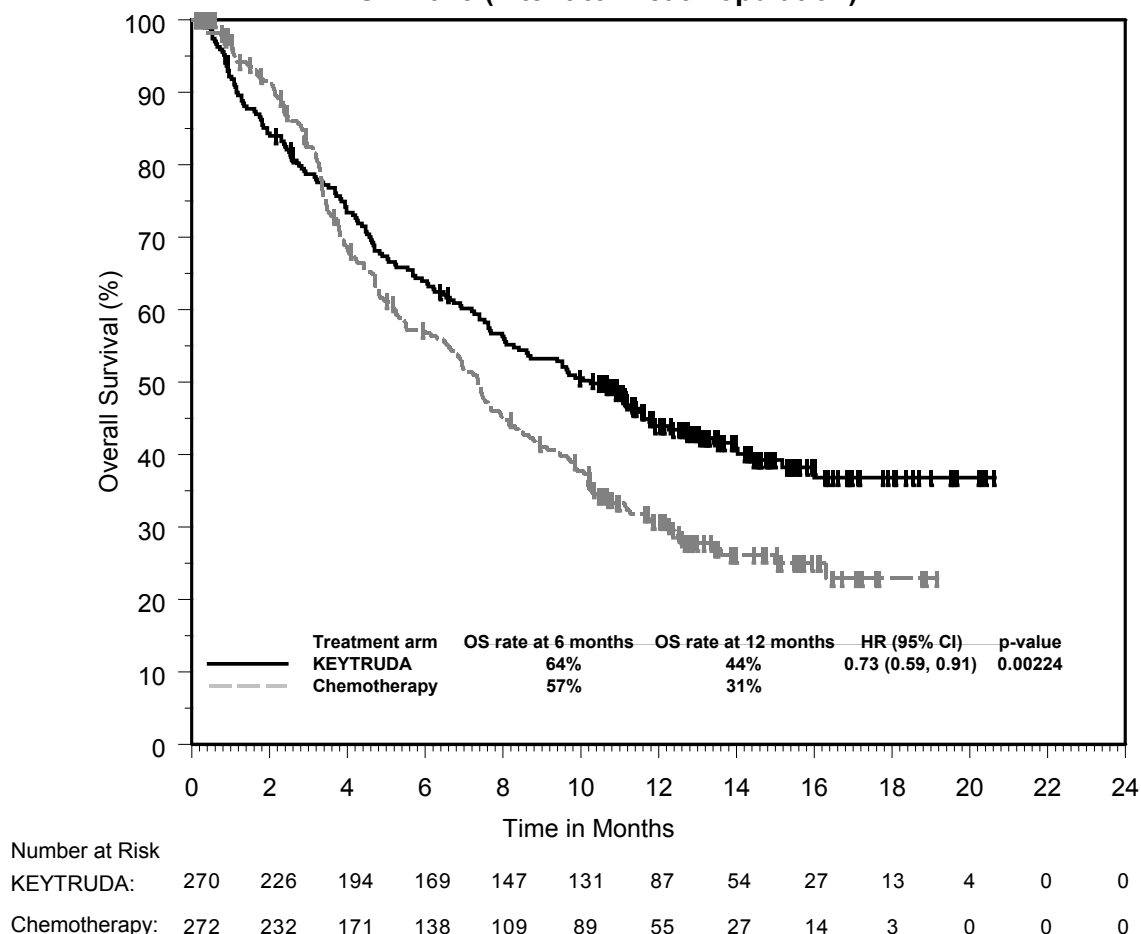 100
90
80
70
60
50
40
30
20
10
0
Overall Survival (%)
Treatment arm OS rate at 6 months OS rate at 12 months HR (95% CI) p-value
KEYTRUDA 64% 44% 0.73 (0.59, 0.91) 0.00224
Chemotherapy 57% 31%
0 2 4 6 8 10 12 14 16 18 20 22 24
Time in Months
Number at Risk
KEYTRUDA: 270 226 194 169 147 131 87 54 27 13 4 0 0
Chemotherapy: 272 232 171 138 109 89 55 27 14 3 0 0 0